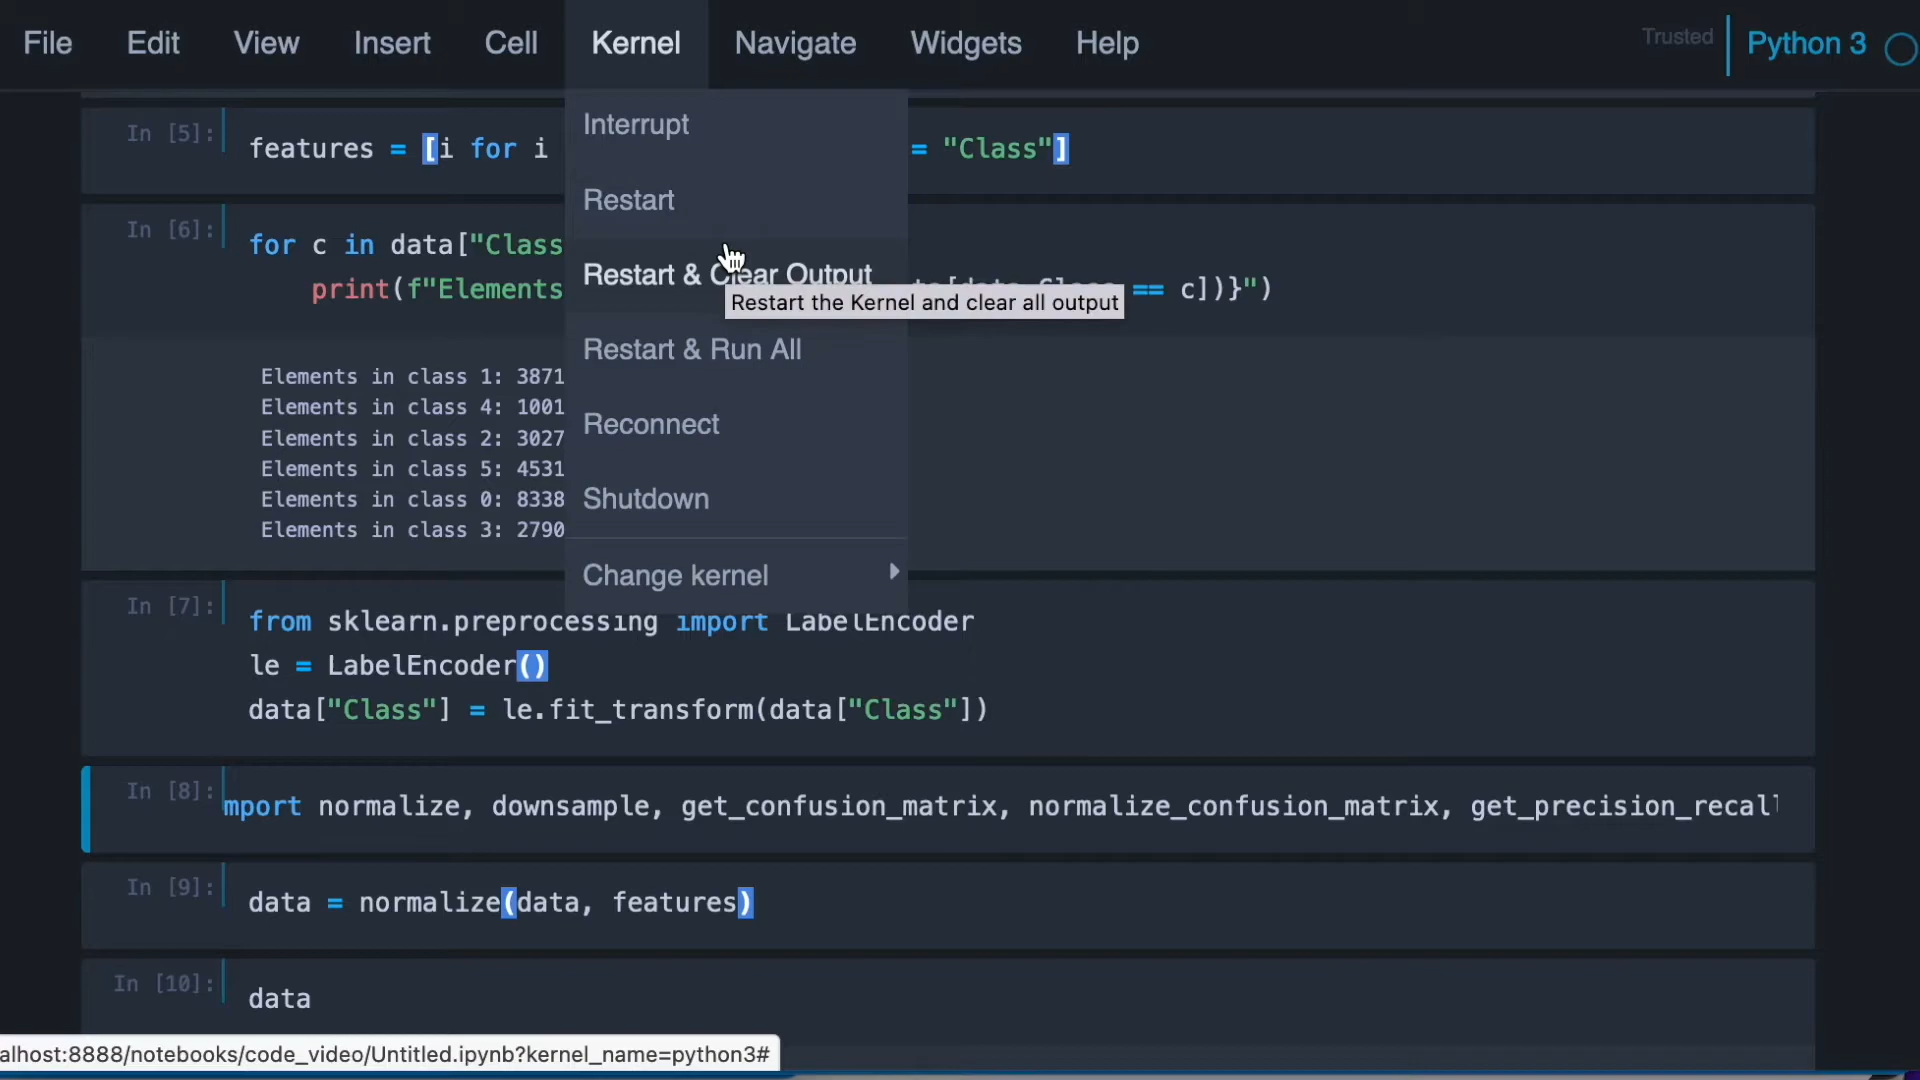 File Edit View Insert Cell Kernel Navigate Widgets Help Trusted Python 3
Interrupt
Restart
Restart & Clear Output
Restart the Kernel and clear all output
Restart & Run All
Reconnect
Shutdown
Change kernel
In [5]: features = [i for i = "Class"]
In [6]: for c in data["Class
print(f"Elements == c])}")
Elements in class 1: 3871
Elements in class 4: 1001
Elements in class 2: 3027
Elements in class 5: 4531
Elements in class 0: 8338
Elements in class 3: 2790
In [7]: from sklearn.preprocessing import LabelEncoder
le = LabelEncoder()
data["Class"] = le.fit_transform(data["Class"])
In [8]: mport normalize, downsample, get_confusion_matrix, normalize_confusion_matrix, get_precision_recall
In [9]: data = normalize(data, features)
In [10]: data
alhost:8888/notebooks/code_video/Untitled.ipynb?kernel_name=python3#